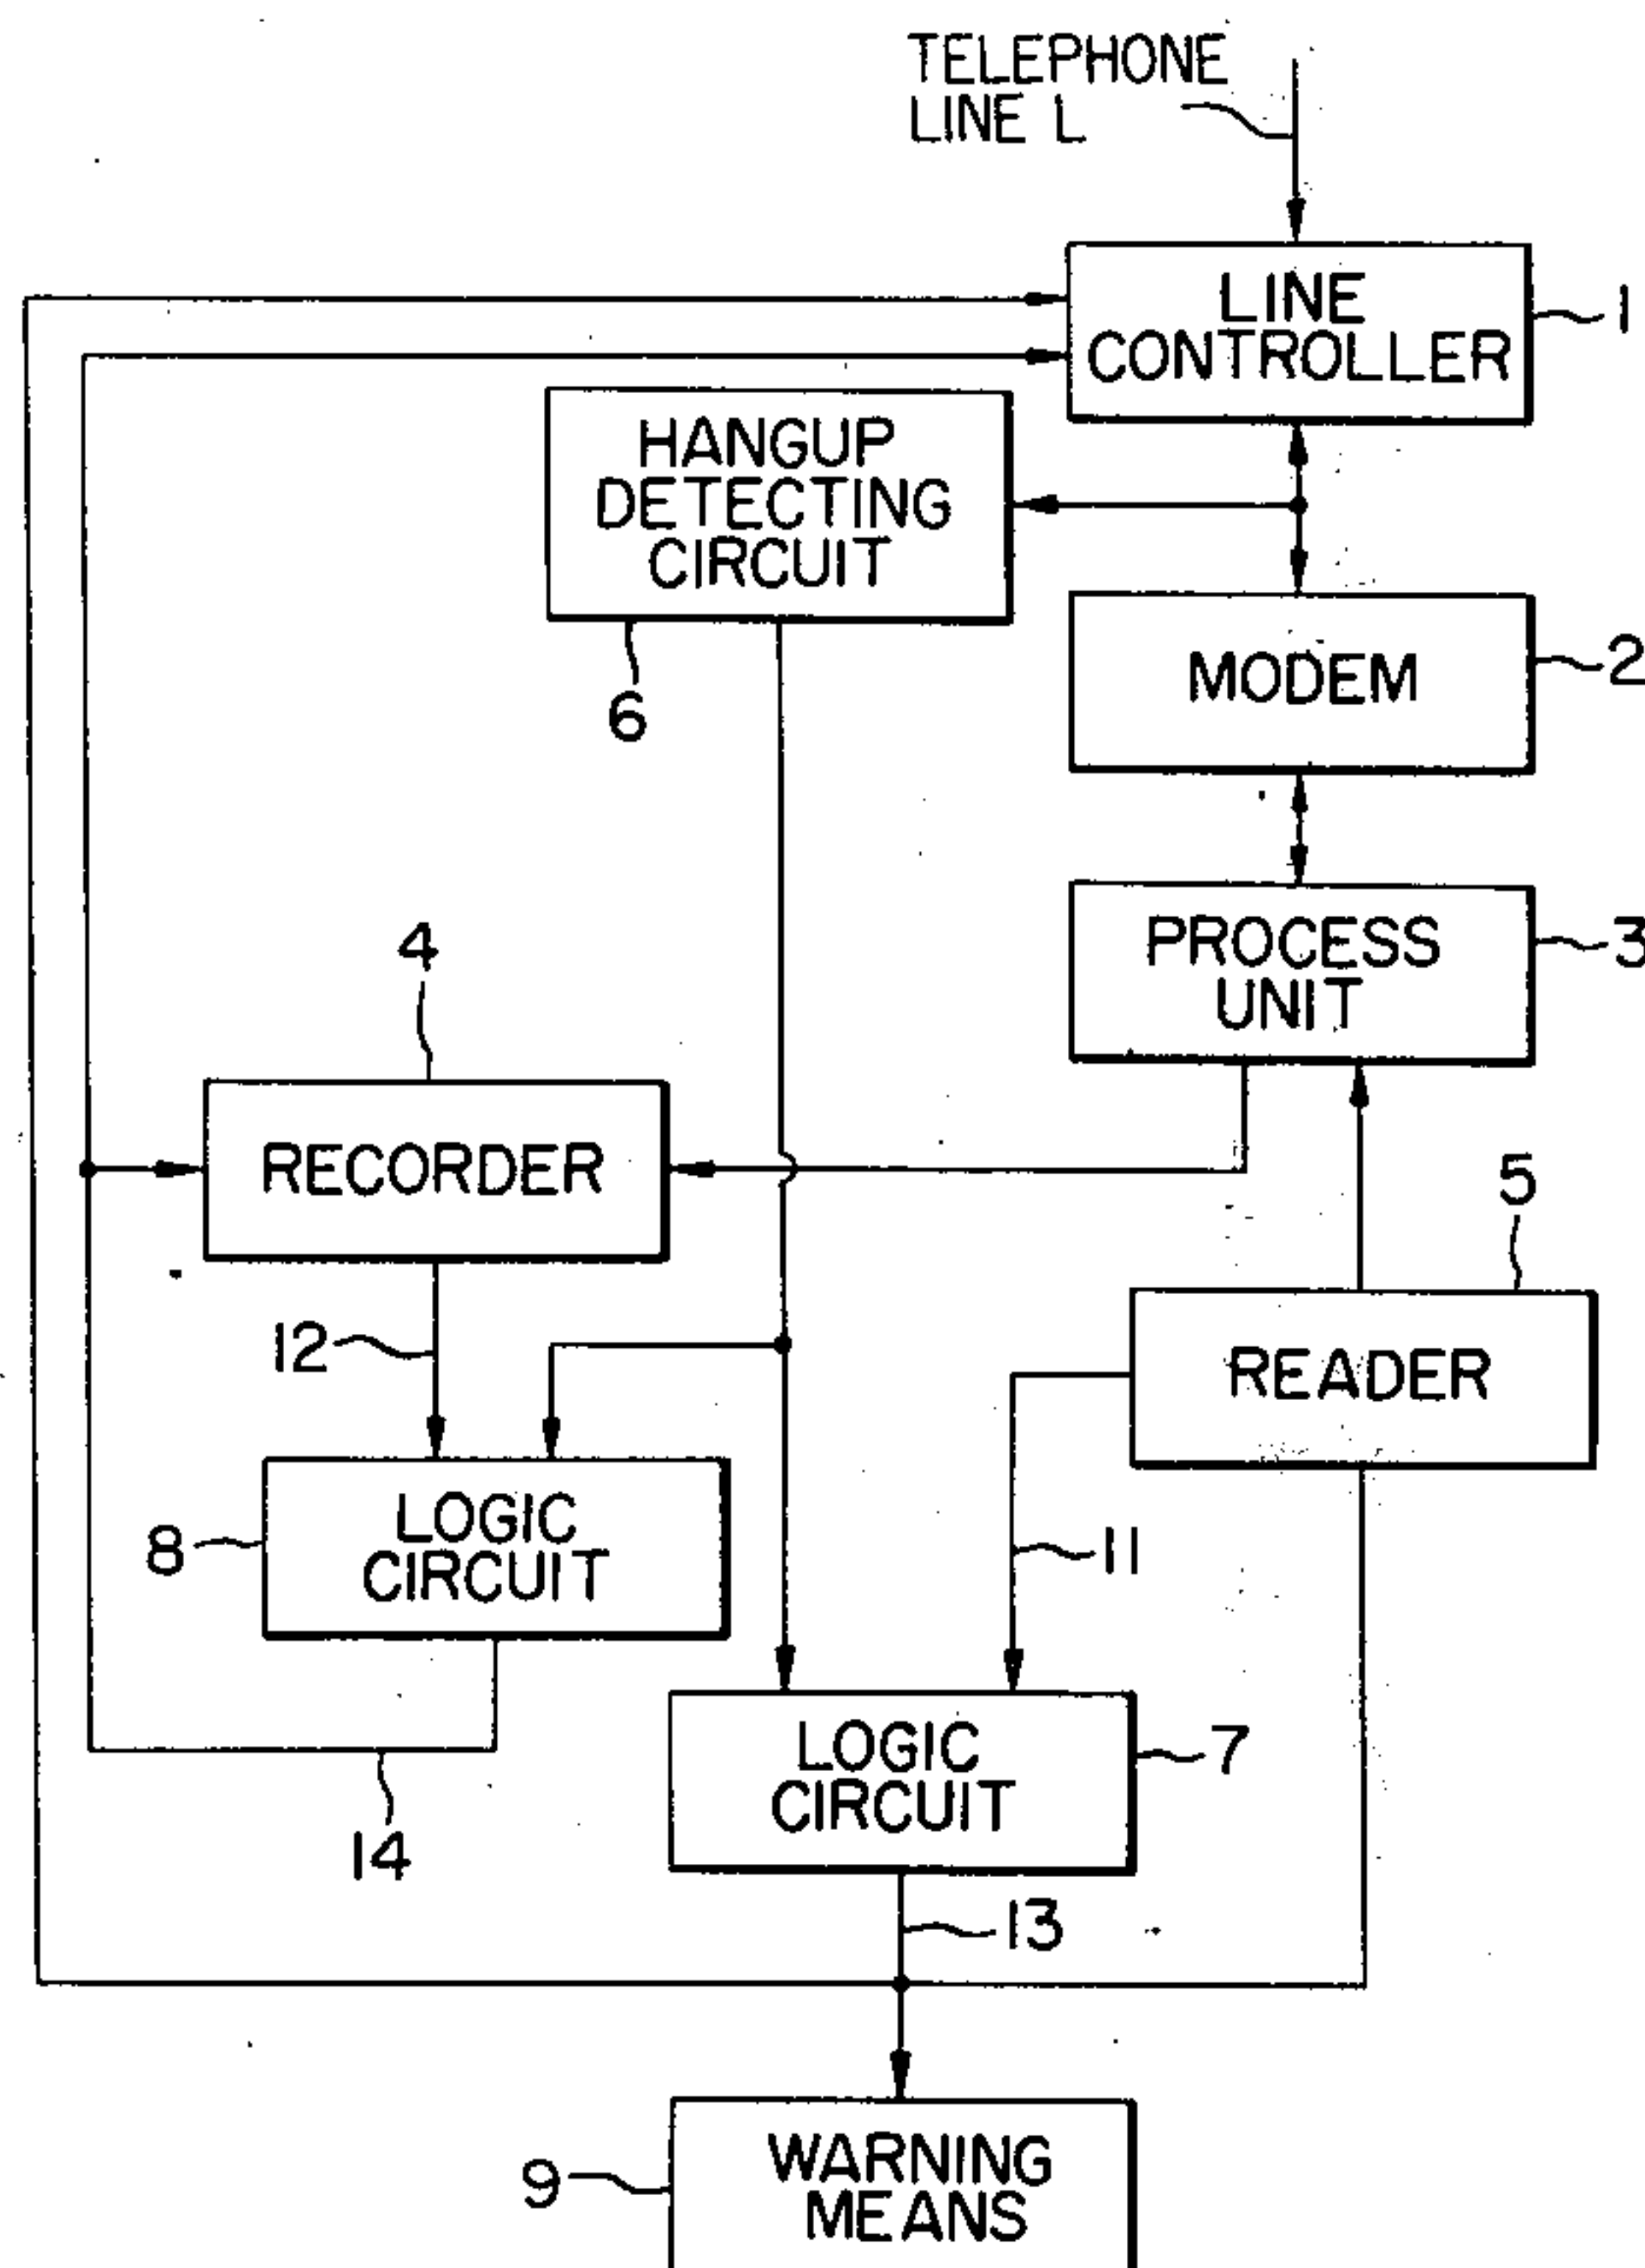 TELEPHONE
LINE L
LINE
CONTROLLER
1
HANGUP
DETECTING
CIRCUIT
6
MODEM
2
PROCESS
UNIT
3
4
RECORDER
5
READER
12
LOGIC
CIRCUIT
8
11
LOGIC
CIRCUIT
7
14
13
WARNING
MEANS
9